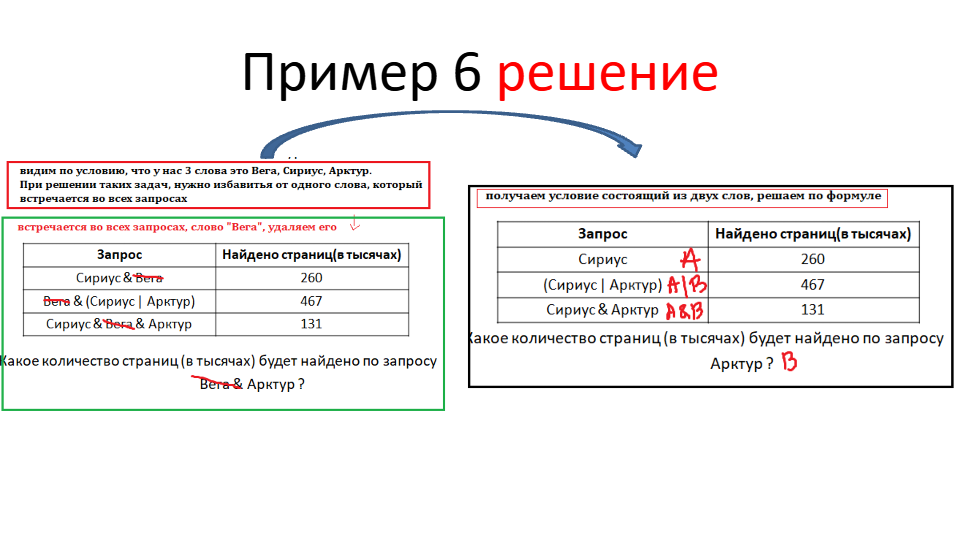 Пример 6 решение
видим по условию, что у нас 3 слова это Вега, Сириус, Арктур.
При решении таких задач, нужно избавитья от одного слова, который
встречается во всех запросах
встречается во всех запросах, слово "Вега", удаляем его
Запрос Найдено страниц(в тысячах)
Сириус & Вега 260
Вега & (Сириус | Арктур) 467
Сириус & Вега & Арктур 131
Какое количество страниц (в тысячах) будет найдено по запросу
Вега & Арктур ?
получаем условие состоящий из двух слов, решаем по формуле
Запрос Найдено страниц(в тысячах)
Сириус A 260
(Сириус | Арктур) A|B 467
Сириус & Арктур A&B 131
Какое количество страниц (в тысячах) будет найдено по запросу
Арктур ? B